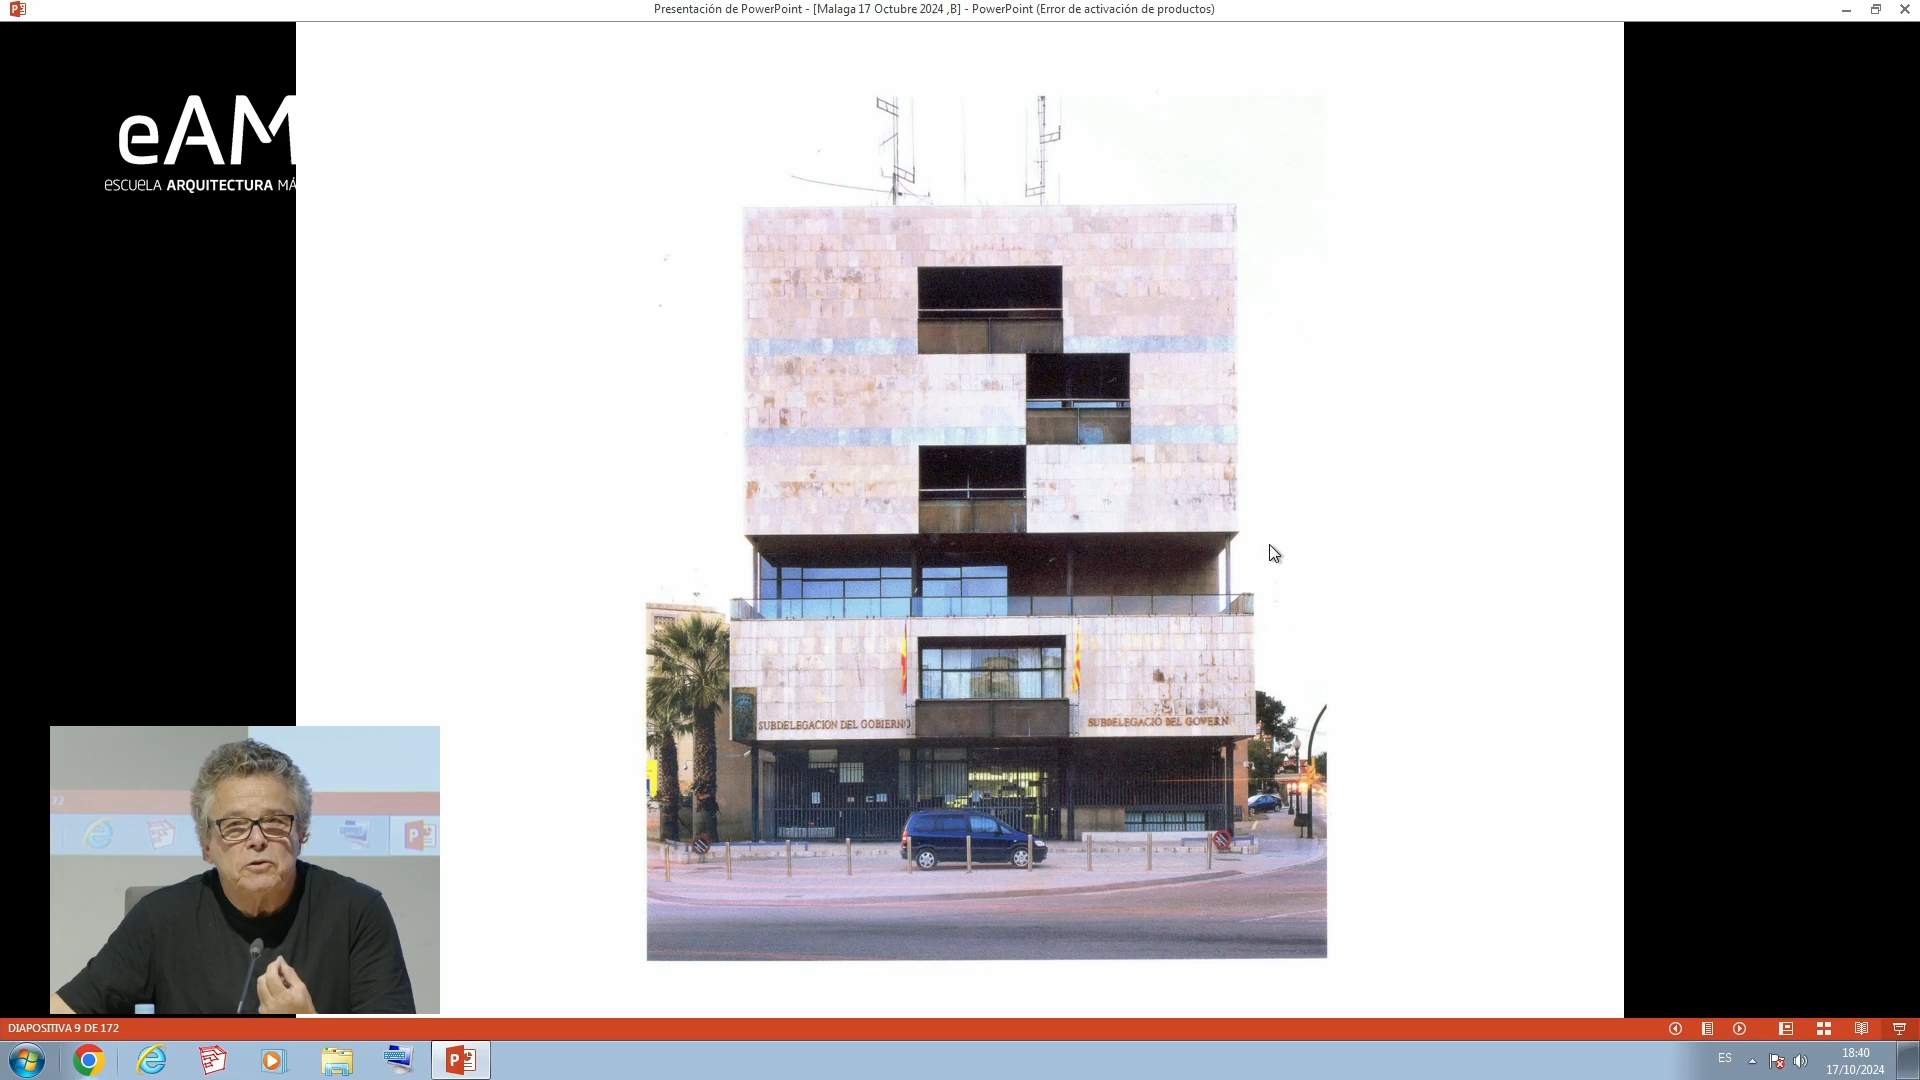 Presentación de PowerPoint - [Malaga 17 Octubre 2024 ,B] - PowerPoint (Error de activación de productos)
eAM
escuela ARQUITECTURA MÁ
SUBDELEGACION DEL GOBIERNO
SUBDELEGACIÓ DEL GOVERN
DIAPOSITIVA 9 DE 172
ES
18:40
17/10/2024